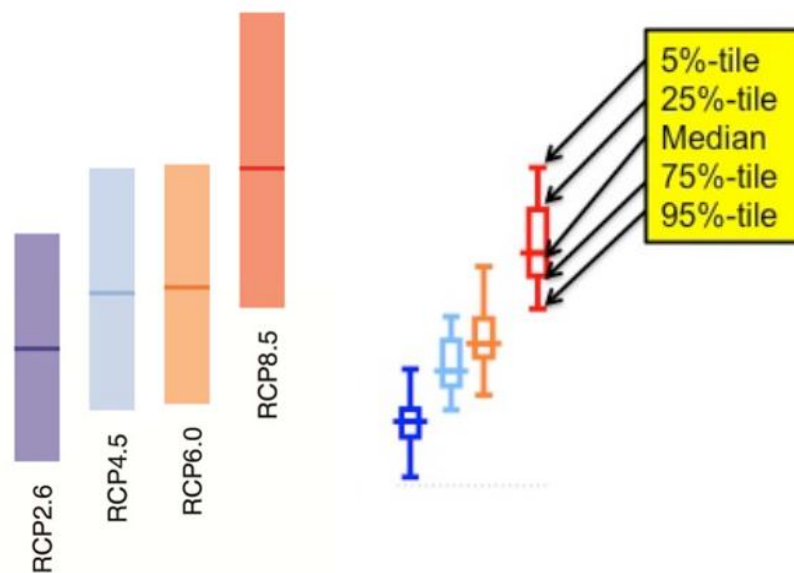 RCP2.6
RCP4.5
RCP6.0
RCP8.5
5%-tile
25%-tile
Median
75%-tile
95%-tile